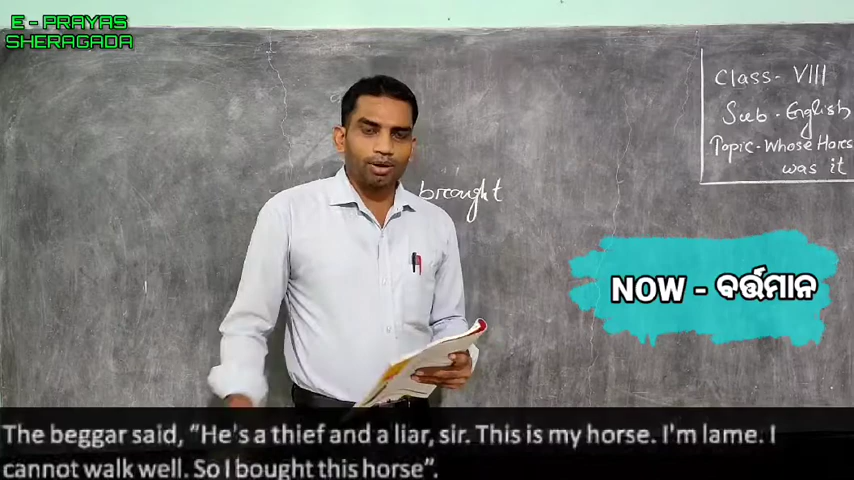 E - PRAYAS
SHERAGADA
Class- VIII
Sub - English
Topic - Whose Hores
was it
brought
NOW - ବର୍ତ୍ତମାନ
The beggar said, "He's a thief and a liar, sir. This is my horse. I'm lame. I
cannot walk well. So I bought this horse".